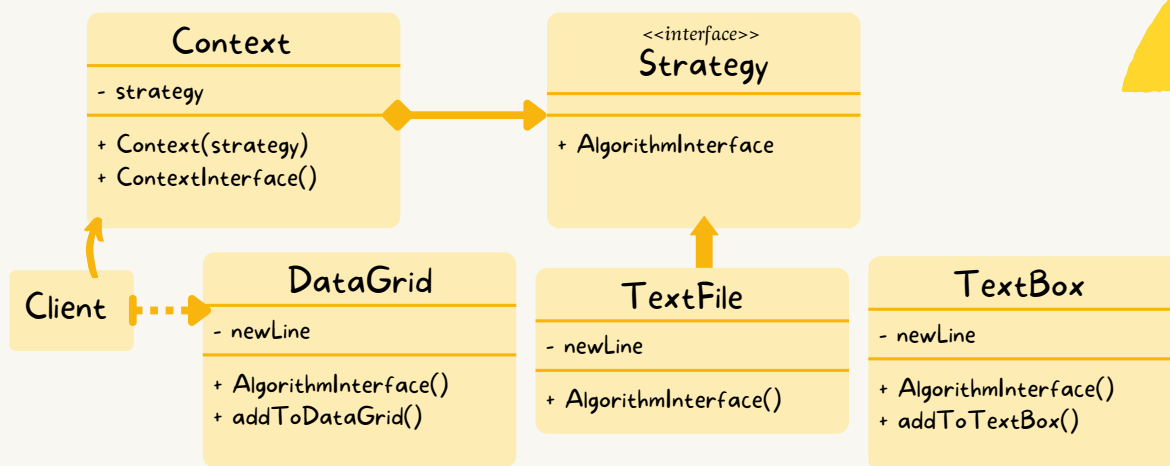 Context
- strategy
+ Context(strategy)
+ ContextInterface()
<<interface>>
Strategy
+ AlgorithmInterface
Client
DataGrid
- newLine
+ AlgorithmInterface()
+ addToDataGrid()
TextFile
- newLine
+ AlgorithmInterface()
TextBox
- newLine
+ AlgorithmInterface()
+ addToTextBox()